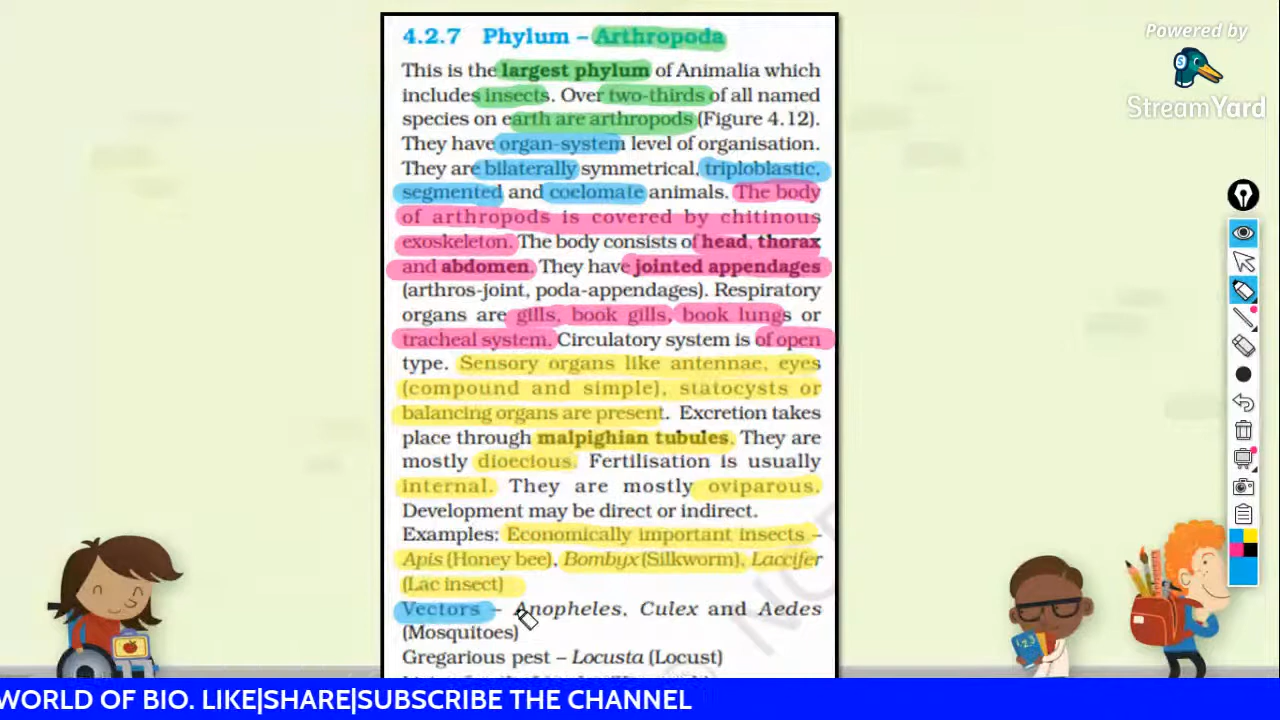 4.2.7 Phylum – Arthropoda
This is the largest phylum of Animalia which
includes insects. Over two-thirds of all named
species on earth are arthropods (Figure 4.12).
They have organ-system level of organisation.
They are bilaterally symmetrical, triploblastic,
segmented and coelomate animals. The body
of arthropods is covered by chitinous
exoskeleton. The body consists of head, thorax
and abdomen. They have jointed appendages
(arthros-joint, poda-appendages). Respiratory
organs are gills, book gills, book lungs or
tracheal system. Circulatory system is of open
type. Sensory organs like antennae, eyes
(compound and simple), statocysts or
balancing organs are present. Excretion takes
place through malpighian tubules. They are
mostly dioecious. Fertilisation is usually
internal. They are mostly oviparous.
Development may be direct or indirect.
Examples: Economically important insects –
Apis (Honey bee), Bombyx (Silkworm), Laccifer
(Lac insect)
Vectors – Anopheles, Culex and Aedes
(Mosquitoes)
Gregarious pest – Locusta (Locust)
Powered by
StreamYard
WORLD OF BIO. LIKE|SHARE|SUBSCRIBE THE CHANNEL